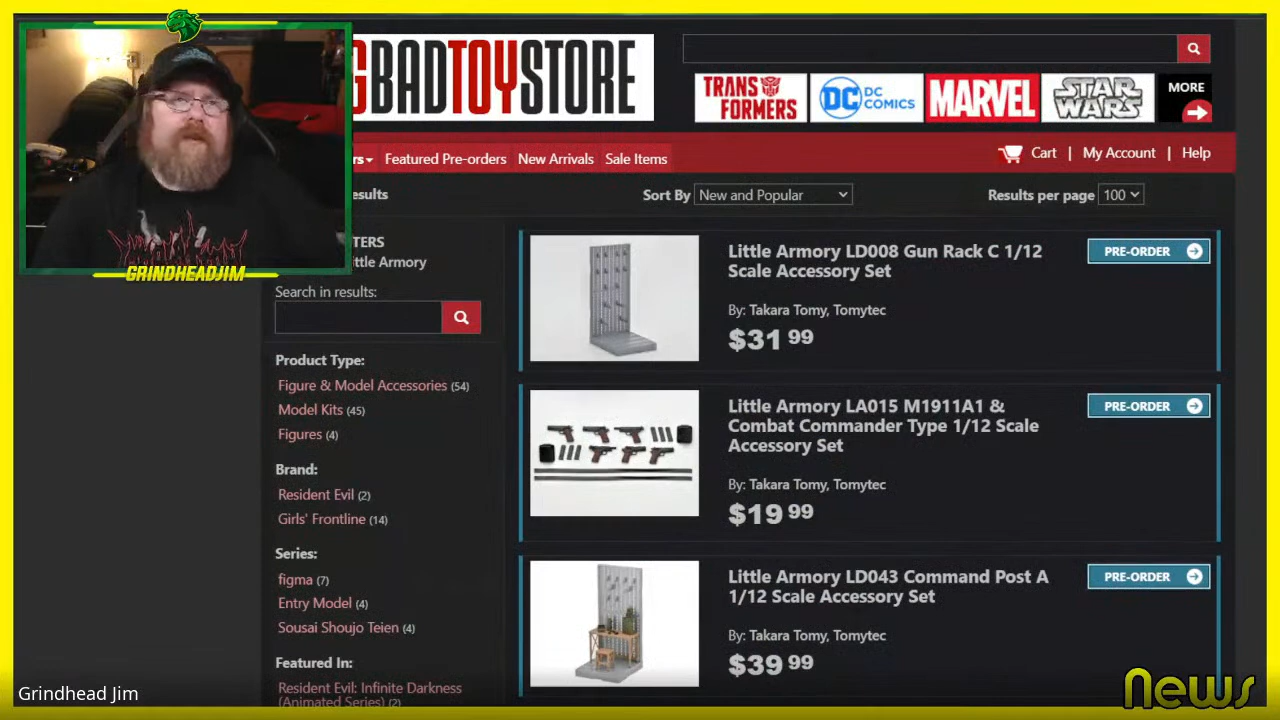 GBADTOYSTORE
TRANSFORMERS
DC
DC COMICS
MARVEL
STAR WARS
MORE
rs
Featured Pre-orders
New Arrivals
Sale Items
Cart | My Account | Help
esults
Sort By New and Popular
Results per page 100
GRINDHEADJIM
TERS
ittle Armory
Search in results:
Product Type:
Figure & Model Accessories (54)
Model Kits (45)
Figures (4)
Brand:
Resident Evil (2)
Girls' Frontline (14)
Series:
figma (7)
Entry Model (4)
Sousai Shoujo Teien (4)
Featured In:
Resident Evil: Infinite Darkness
(Animated Series) (2)
Little Armory LD008 Gun Rack C 1/12
Scale Accessory Set
By: Takara Tomy, Tomytec
$31 99
PRE-ORDER
Little Armory LA015 M1911A1 &
Combat Commander Type 1/12 Scale
Accessory Set
By: Takara Tomy, Tomytec
$19 99
PRE-ORDER
Little Armory LD043 Command Post A
1/12 Scale Accessory Set
By: Takara Tomy, Tomytec
$39 99
PRE-ORDER
Grindhead Jim
News